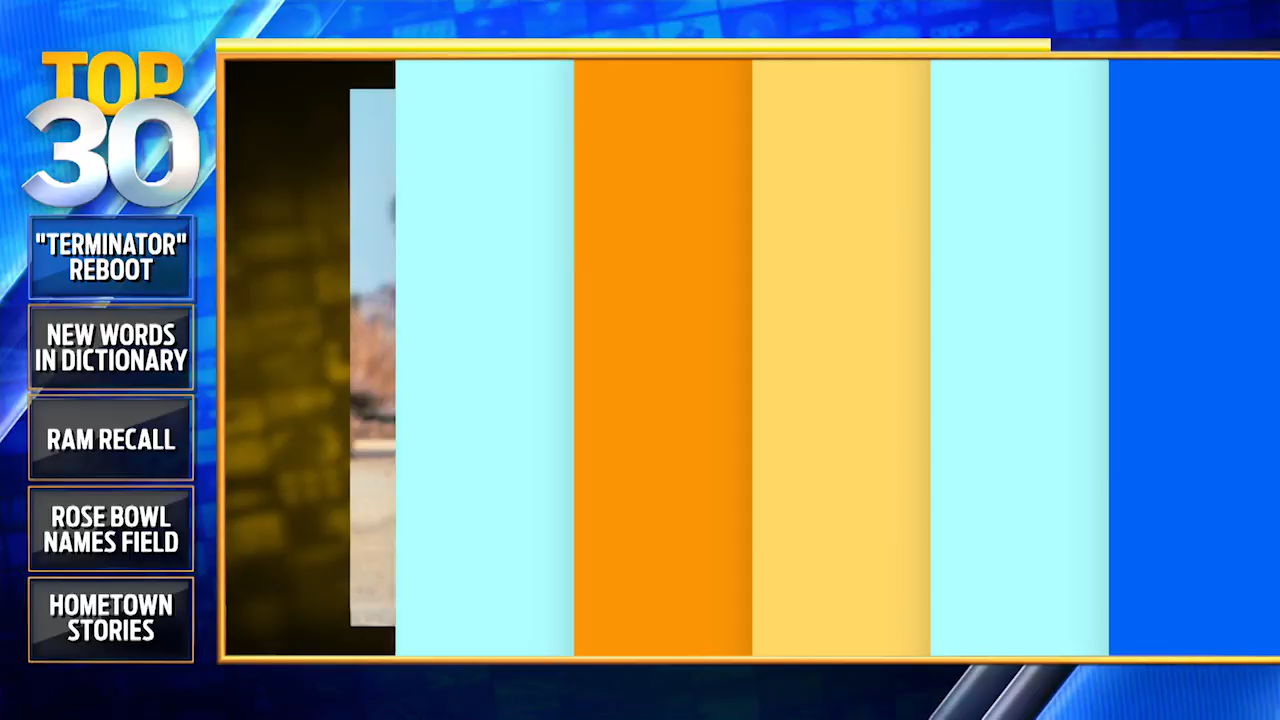 TOP
30
"TERMINATOR"
REBOOT
NEW WORDS
IN DICTIONARY
RAM RECALL
ROSE BOWL
NAMES FIELD
HOMETOWN
STORIES